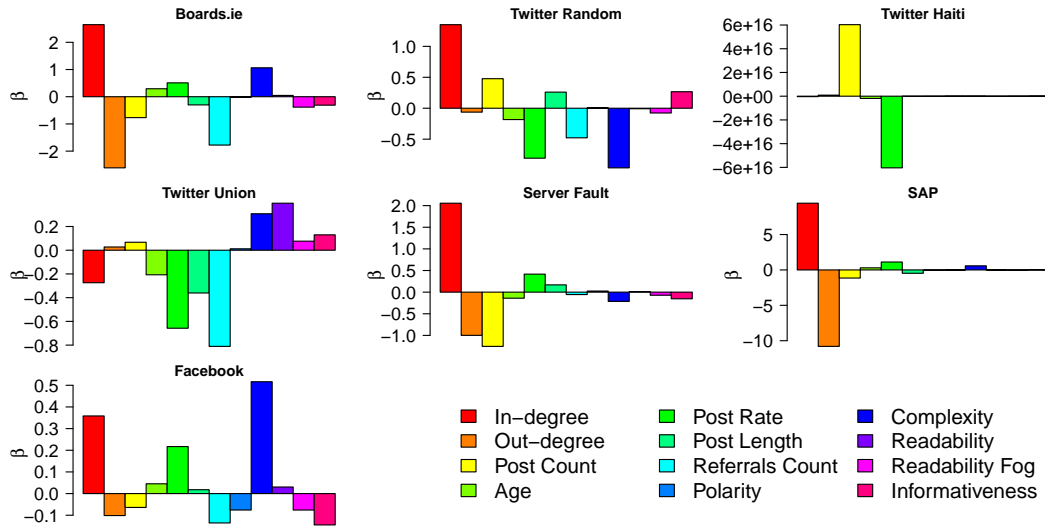 Boards.ie
β
2
1
0
−1
−2
Twitter Random
β
1.0
0.5
0.0
−0.5
Twitter Haiti
6e+16
4e+16
2e+16
0e+00
−2e+16
−4e+16
−6e+16
Twitter Union
β
0.2
0.0
−0.2
−0.4
−0.6
−0.8
Server Fault
β
2.0
1.5
1.0
0.5
0.0
−0.5
−1.0
SAP
β
5
0
−5
−10
Facebook
β
0.5
0.4
0.3
0.2
0.1
0.0
−0.1
In−degree
Out−degree
Post Count
Age
Post Rate
Post Length
Referrals Count
Polarity
Complexity
Readability
Readability Fog
Informativeness